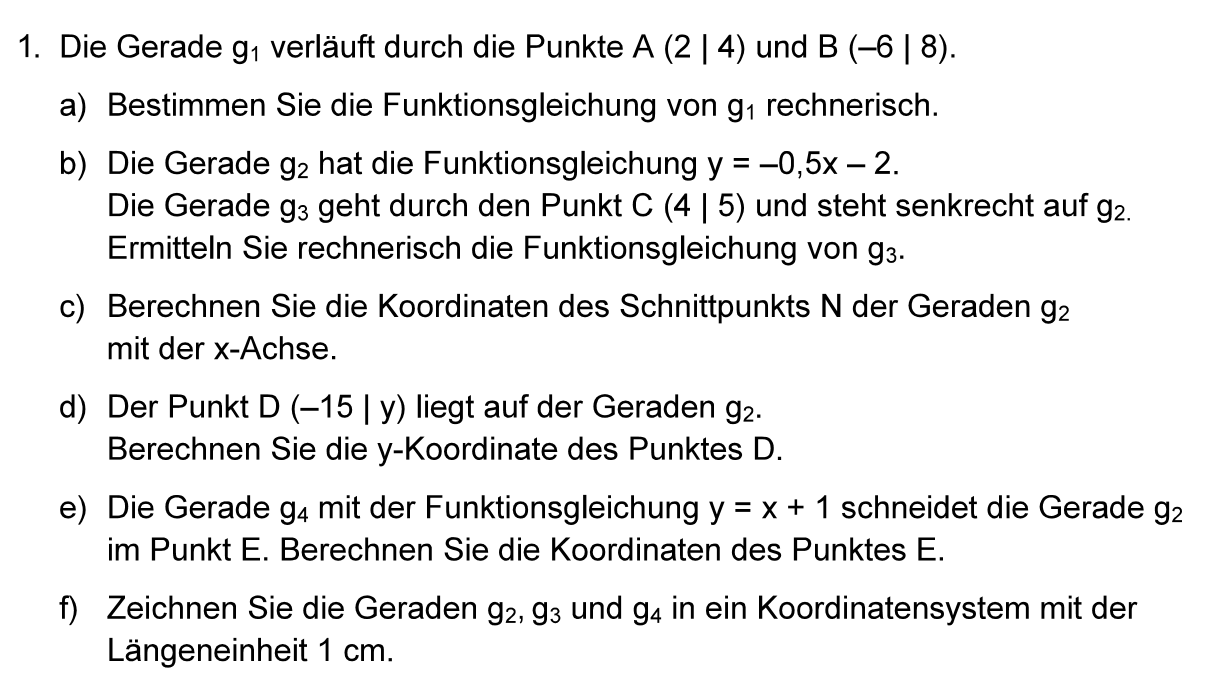 1. Die Gerade g₁ verläuft durch die Punkte A (2 | 4) und B (–6 | 8).
a) Bestimmen Sie die Funktionsgleichung von g₁ rechnerisch.
b) Die Gerade g₂ hat die Funktionsgleichung y = –0,5x – 2.
Die Gerade g₃ geht durch den Punkt C (4 | 5) und steht senkrecht auf g₂.
Ermitteln Sie rechnerisch die Funktionsgleichung von g₃.
c) Berechnen Sie die Koordinaten des Schnittpunkts N der Geraden g₂
mit der x-Achse.
d) Der Punkt D (–15 | y) liegt auf der Geraden g₂.
Berechnen Sie die y-Koordinate des Punktes D.
e) Die Gerade g₄ mit der Funktionsgleichung y = x + 1 schneidet die Gerade g₂
im Punkt E. Berechnen Sie die Koordinaten des Punktes E.
f) Zeichnen Sie die Geraden g₂, g₃ und g₄ in ein Koordinatensystem mit der
Längeneinheit 1 cm.